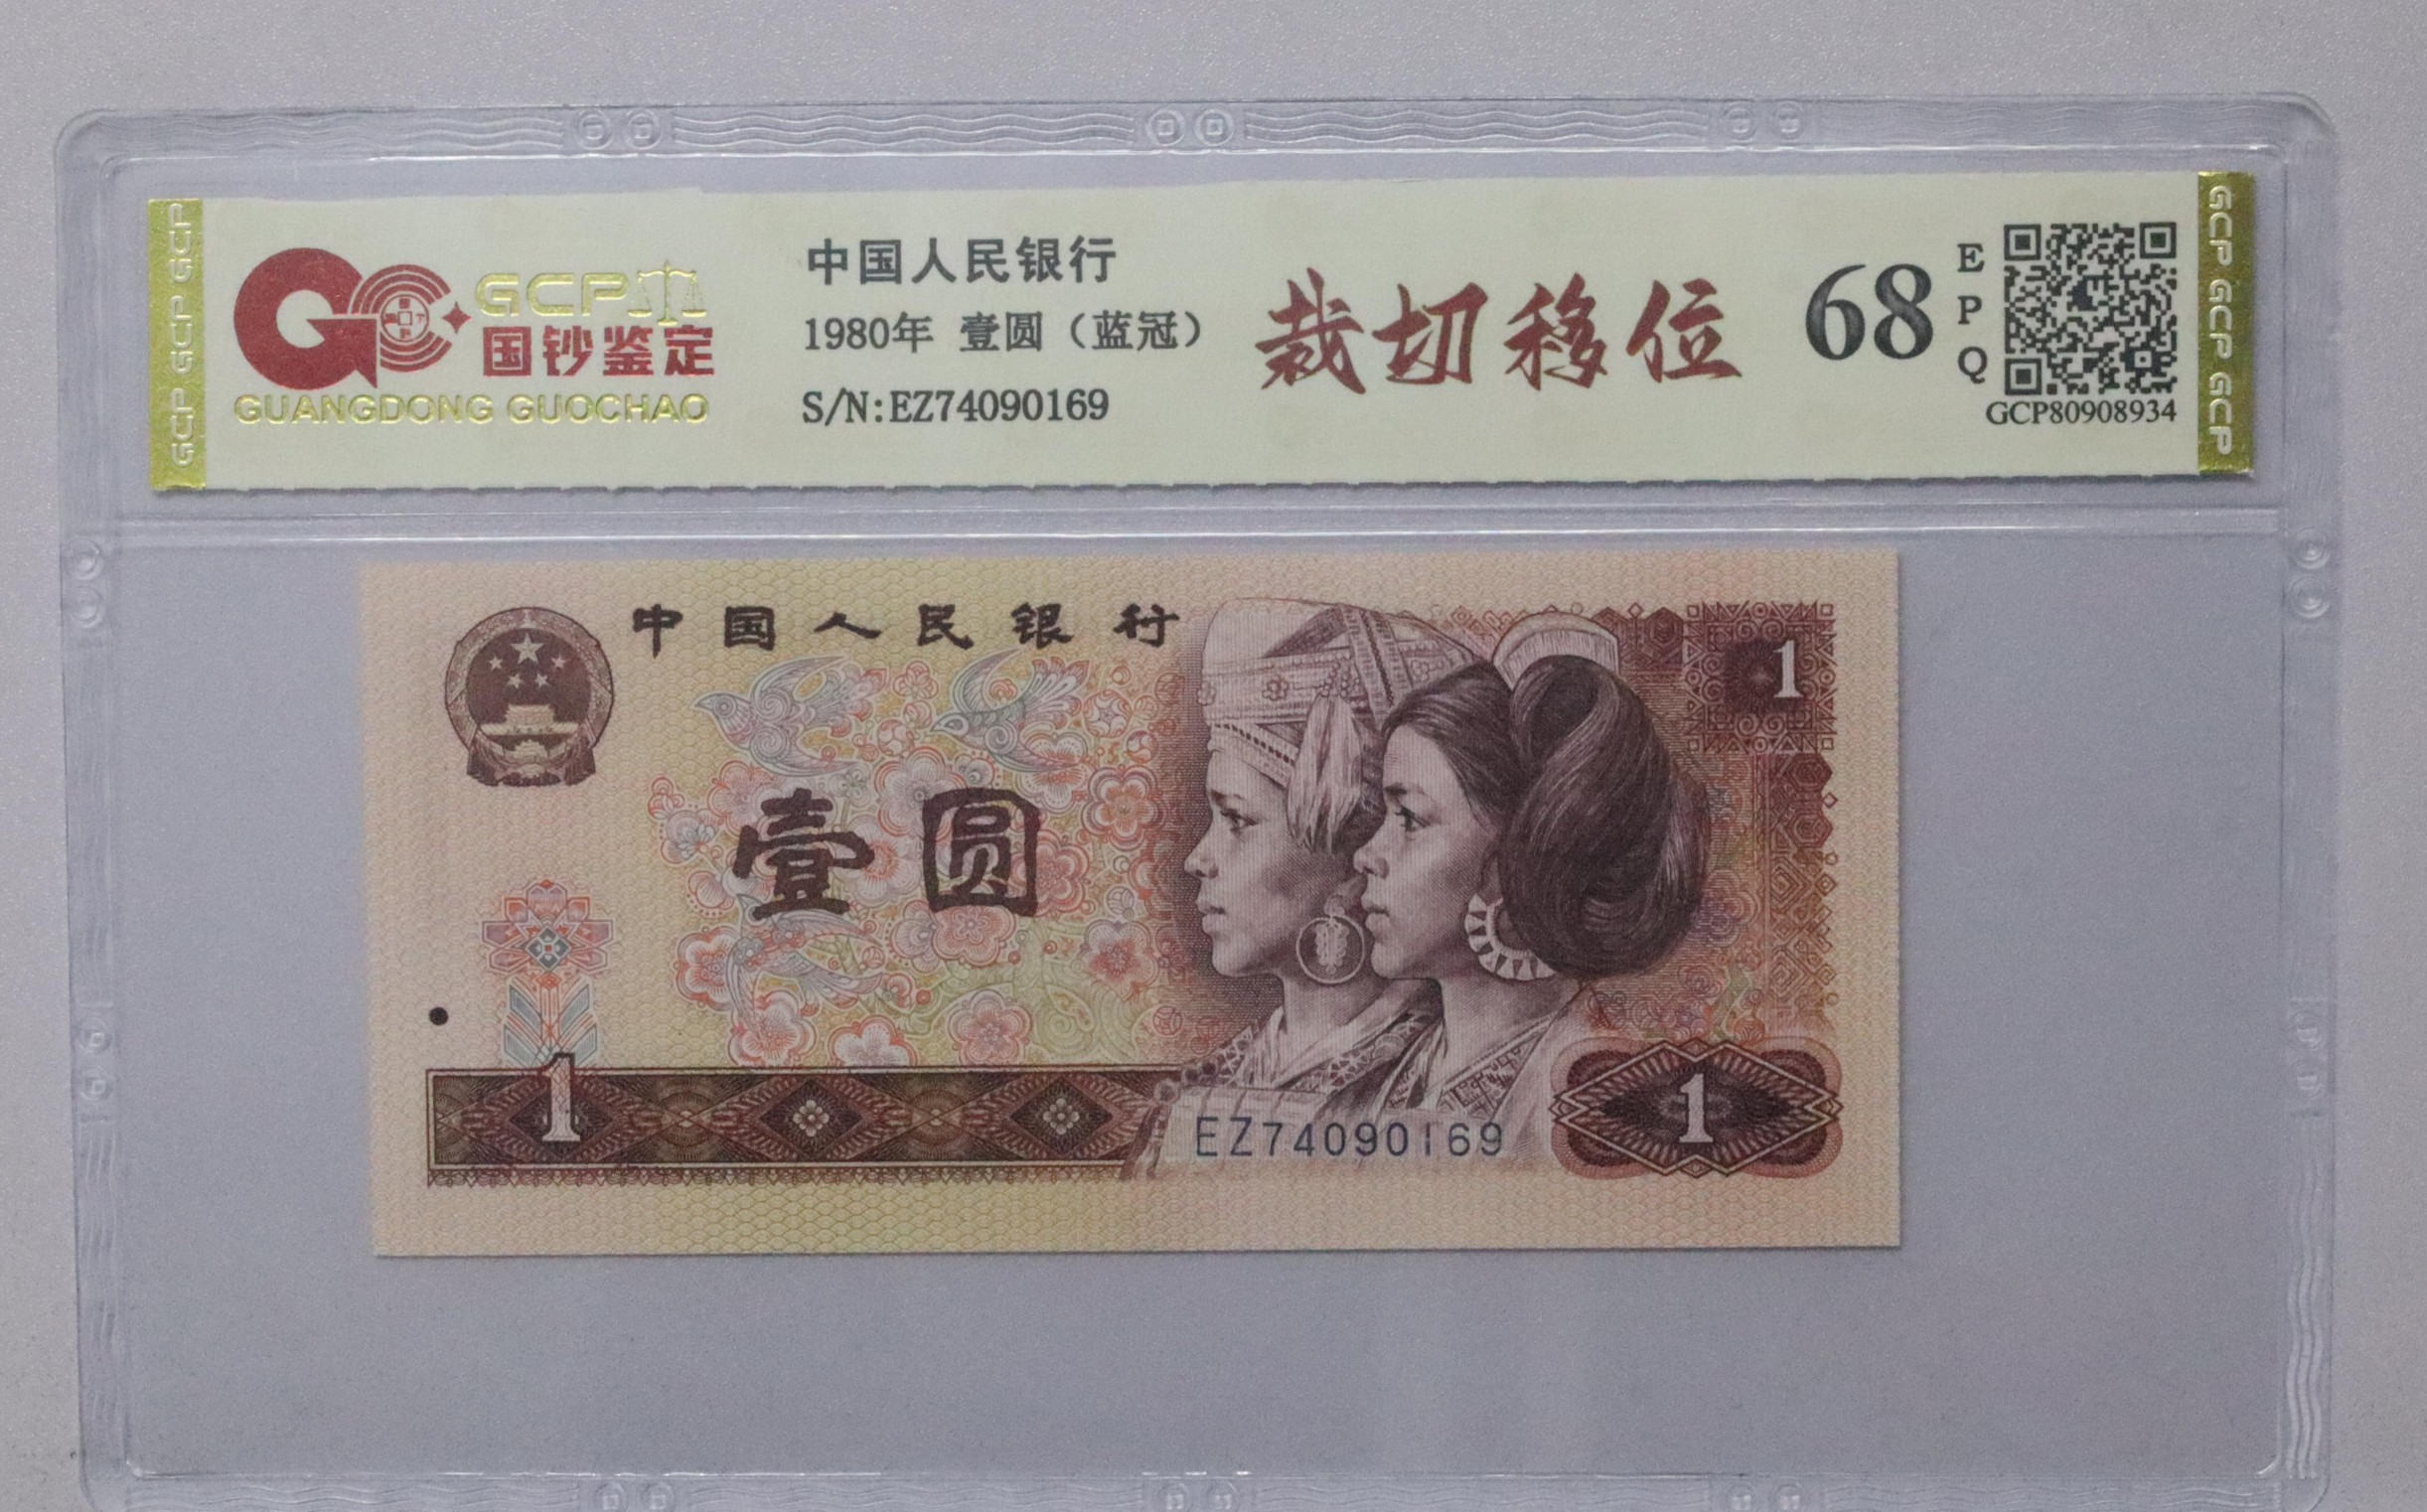 GCP GCP GCP
GCP
国钞鉴定
GUANGDONG GUOCHAO
中国人民银行
1980年 壹圆（蓝冠）
S/N:EZ74090169
裁切移位
68
E
P
Q
GCP80908934
GCP GCP GCP
中国人民银行
1
壹圆
1
1
EZ74090169